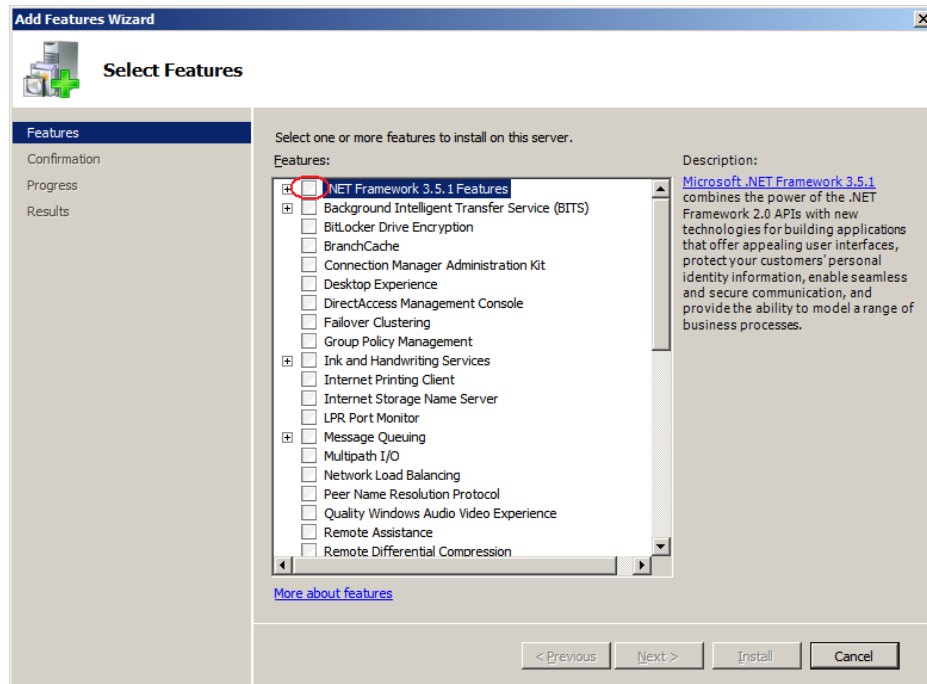 Add Features Wizard
Select Features
Features
Confirmation
Progress
Results
Select one or more features to install on this server.
Features:
.NET Framework 3.5.1 Features
Background Intelligent Transfer Service (BITS)
BitLocker Drive Encryption
BranchCache
Connection Manager Administration Kit
Desktop Experience
DirectAccess Management Console
Failover Clustering
Group Policy Management
Ink and Handwriting Services
Internet Printing Client
Internet Storage Name Server
LPR Port Monitor
Message Queuing
Multipath I/O
Network Load Balancing
Peer Name Resolution Protocol
Quality Windows Audio Video Experience
Remote Assistance
Remote Differential Compression
More about features
Description:
Microsoft .NET Framework 3.5.1
combines the power of the .NET
Framework 2.0 APIs with new
technologies for building applications
that offer appealing user interfaces,
protect your customers' personal
identity information, enable seamless
and secure communication, and
provide the ability to model a range of
business processes.
< Previous
Next >
Install
Cancel